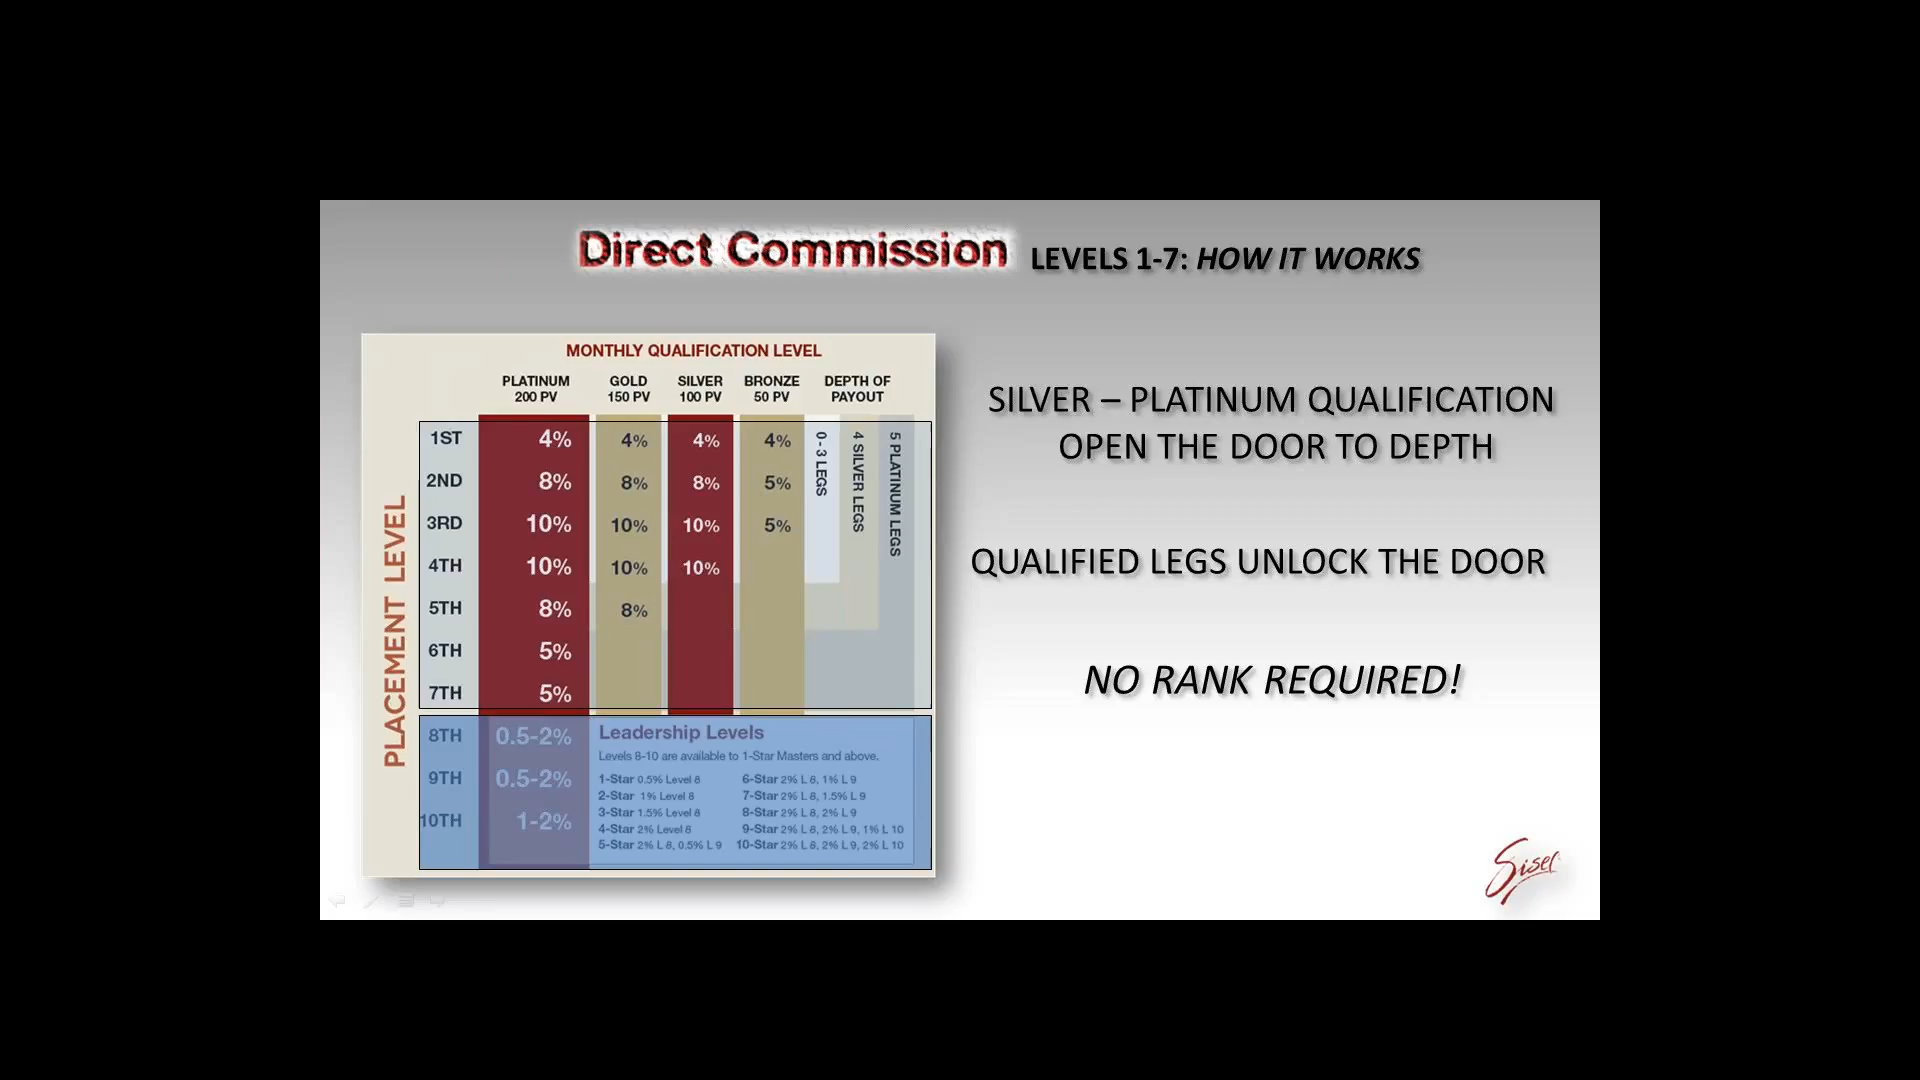 Direct Commission LEVELS 1-7: HOW IT WORKS
MONTHLY QUALIFICATION LEVEL
PLATINUM GOLD SILVER BRONZE DEPTH OF
200 PV 150 PV 100 PV 50 PV PAYOUT
PLACEMENT LEVEL
1ST 4% 4% 4% 4%
2ND 8% 8% 8% 5%
3RD 10% 10% 10% 5%
4TH 10% 10% 10%
5TH 8% 8%
6TH 5%
7TH 5%
0-3 LEGS
4 SILVER LEGS
5 PLATINUM LEGS
8TH 0.5-2%
9TH 0.5-2%
10TH 1-2%
Leadership Levels
Levels 8-10 are available to 1-Star Masters and above.
1-Star 0.5% Level 8
2-Star 1% Level 8
3-Star 1.5% Level 8
4-Star 2% Level 8
5-Star 2% L 8, 0.5% L 9
6-Star 2% L 8, 1% L 9
7-Star 2% L 8, 1.5% L 9
8-Star 2% L 8, 2% L 9
9-Star 2% L 8, 2% L 9, 1% L 10
10-Star 2% L 8, 2% L 9, 2% L 10
SILVER – PLATINUM QUALIFICATION
OPEN THE DOOR TO DEPTH
QUALIFIED LEGS UNLOCK THE DOOR
NO RANK REQUIRED!
Sisel